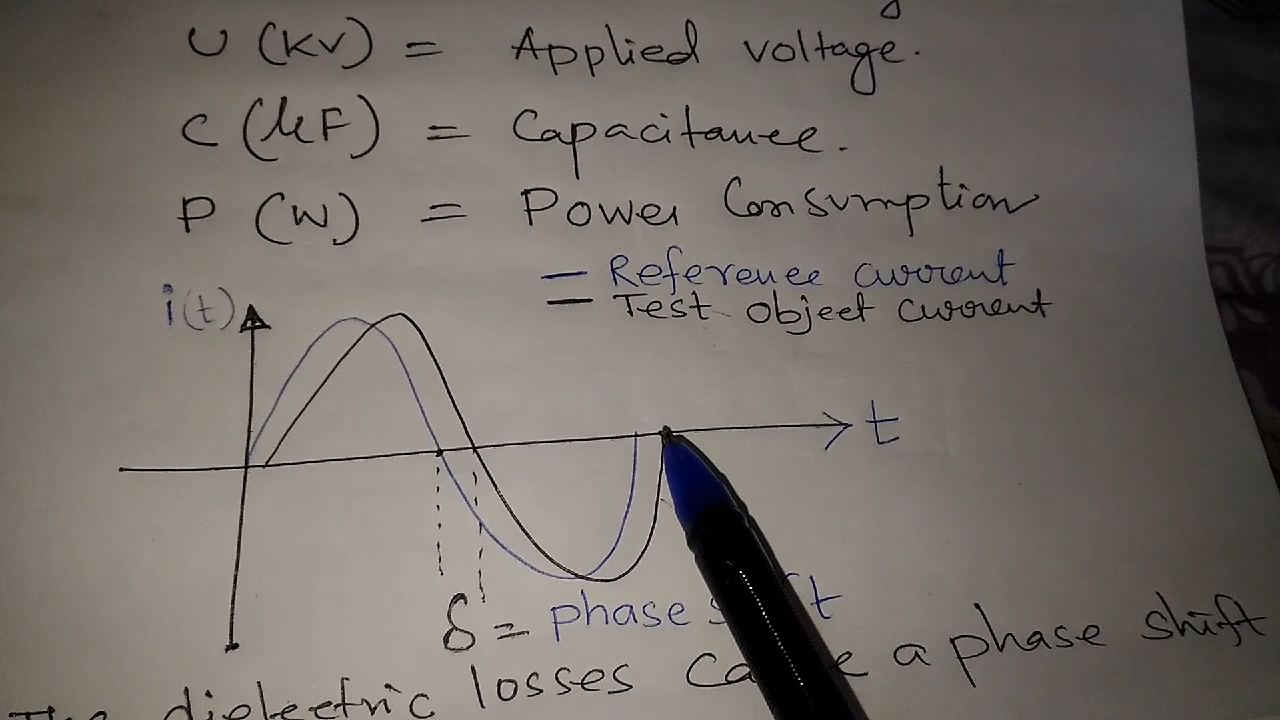 U (KV) = Applied voltage.
C (μF) = Capacitance.
P (W) = Power Consumption
— Reference current
— Test object current
i(t)
t
δ = phase
dielectric losses a phase shift